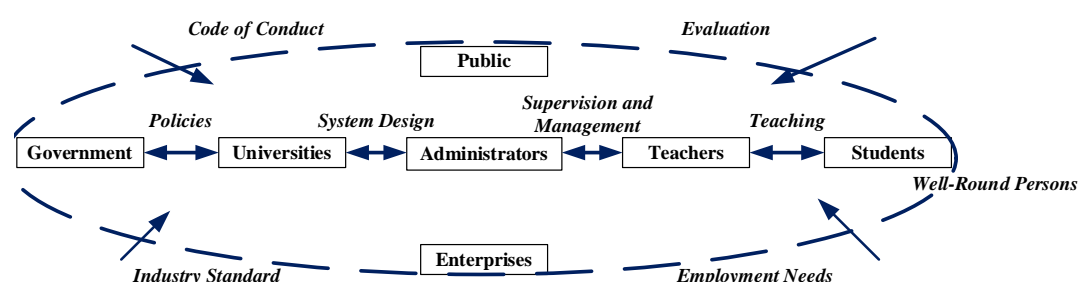 Code of Conduct
Evaluation
Public
Policies
System Design
Supervision and
Management
Teaching
Government
Universities
Administrators
Teachers
Students
Well-Round Persons
Enterprises
Industry Standard
Employment Needs